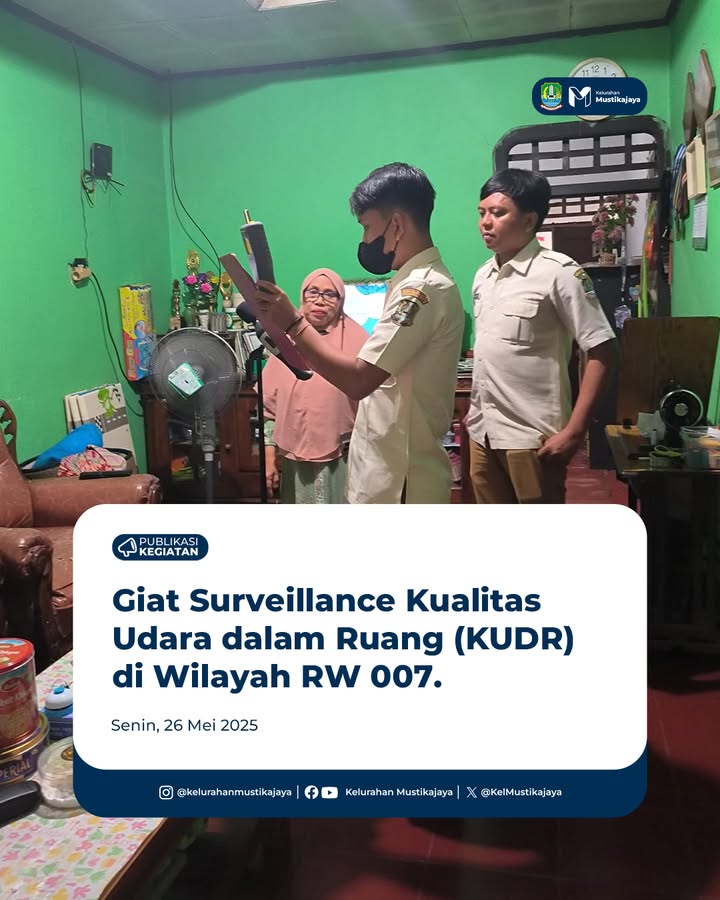 Kelurahan
Mustikajaya
PUBLIKASI
KEGIATAN
Giat Surveillance Kualitas
Udara dalam Ruang (KUDR)
di Wilayah RW 007.
Senin, 26 Mei 2025
@kelurahanmustikajaya | Kelurahan Mustikajaya | @KelMustikajaya